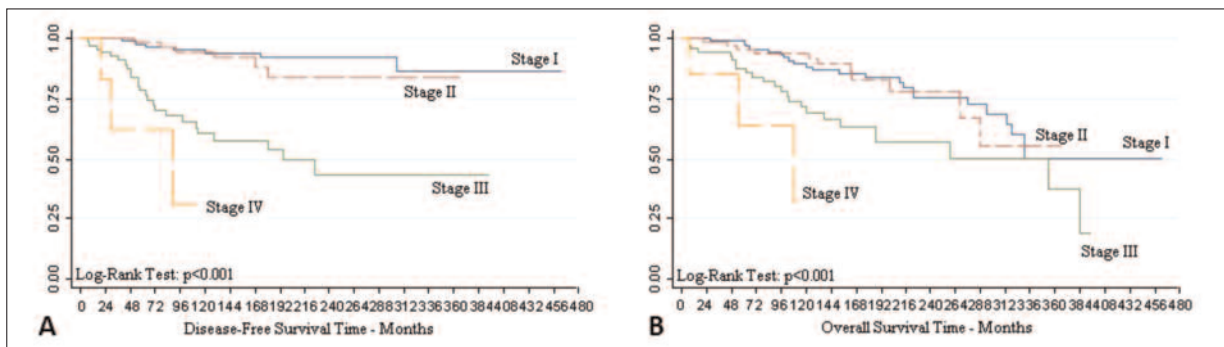 1.00
0.75
0.50
0.25
0.00
Stage I
Stage II
Stage III
Stage IV
Log-Rank Test: p<0.001
0 24 48 72 96 120 144 168 192 216 240 264 288 312 336 360 384 408 432 456 480
A
Disease-Free Survival Time - Months
1.00
0.75
0.50
0.25
0.00
Stage II
Stage I
Stage IV
Stage III
Log-Rank Test: p<0.001
0 24 48 72 96 120 144 168 192 216 240 264 288 312 336 360 384 408 432 456 480
B
Overall Survival Time - Months